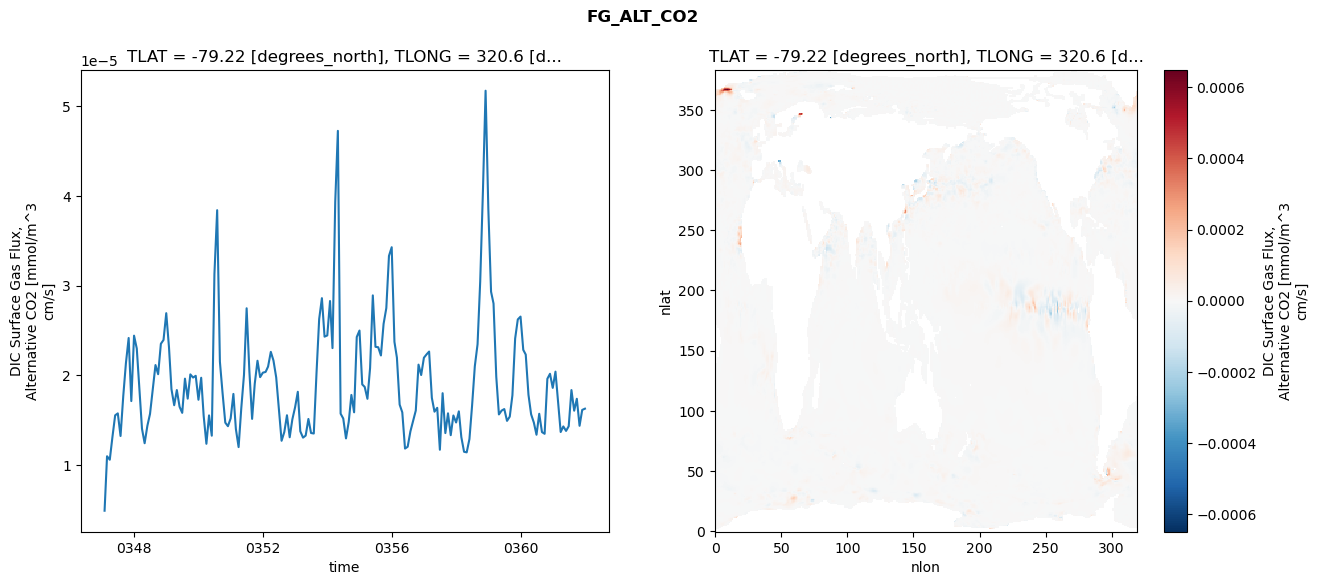 FG_ALT_CO2
TLAT = -79.22 [degrees_north], TLONG = 320.6 [d...
1e−5
5
4
3
2
1
0348
0352
0356
0360
time
DIC Surface Gas Flux,
Alternative CO2 [mmol/m^3
cm/s]
TLAT = -79.22 [degrees_north], TLONG = 320.6 [d...
350
300
250
200
150
100
50
0
0
50
100
150
200
250
300
nlon
nlat
0.0006
0.0004
0.0002
0.0000
−0.0002
−0.0004
−0.0006
DIC Surface Gas Flux,
Alternative CO2 [mmol/m^3
cm/s]